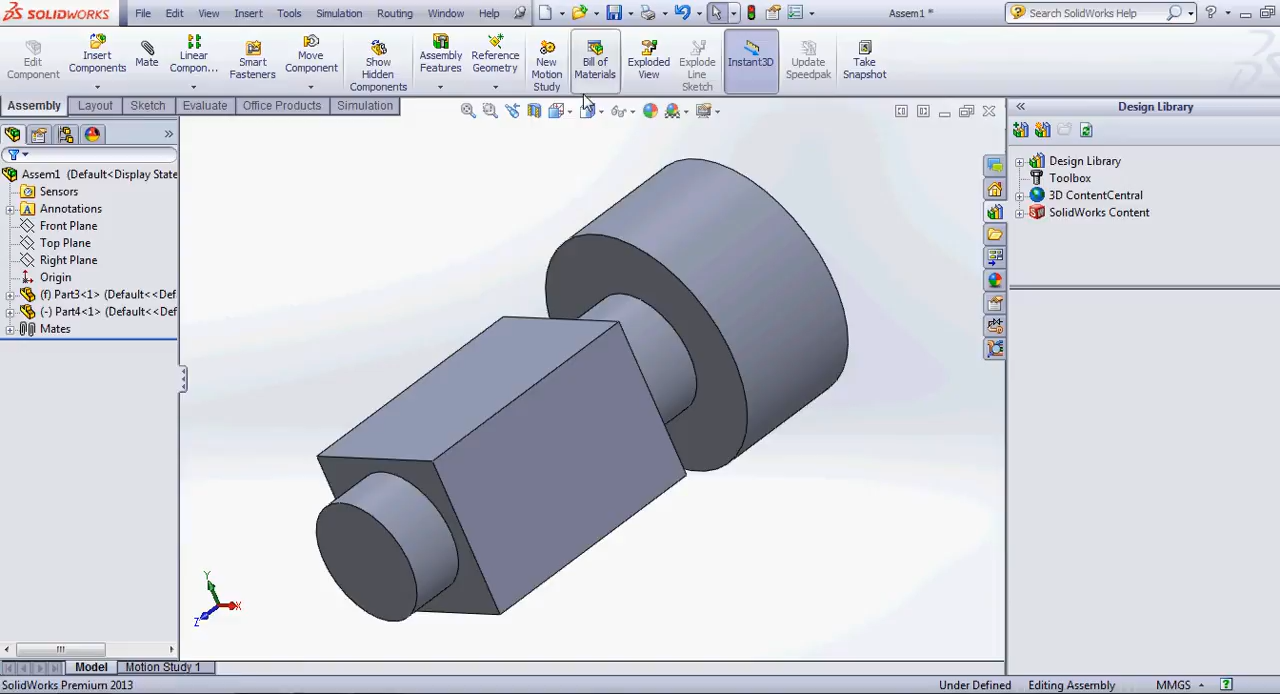 SOLIDWORKS File Edit View Insert Tools Simulation Routing Window Help Assem1 * Search SolidWorks Help
Edit Component
Insert Components
Mate
Linear Compon...
Smart Fasteners
Move Component
Show Hidden Components
Assembly Features
Reference Geometry
New Motion Study
Bill of Materials
Exploded View
Explode Line Sketch
Instant3D
Update Speedpak
Take Snapshot
Assembly Layout Sketch Evaluate Office Products Simulation
Design Library
Assem1 (Default<Display State
Sensors
Annotations
Front Plane
Top Plane
Right Plane
Origin
(f) Part3<1> (Default<<Def
(-) Part4<1> (Default<<Def
Mates
Design Library
Toolbox
3D ContentCentral
SolidWorks Content
Y
X
Z
Model Motion Study 1
SolidWorks Premium 2013 Under Defined Editing Assembly MMGS